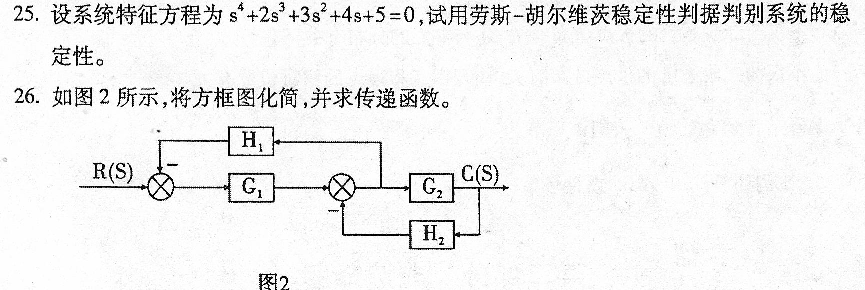 25. 设系统特征方程为 s⁴+2s³+3s²+4s+5=0,试用劳斯-胡尔维茨稳定性判据判别系统的稳
定性。
26. 如图 2 所示,将方框图化简,并求传递函数。
H₁
R(S) − G₁ G₂ C(S)
− H₂
图2